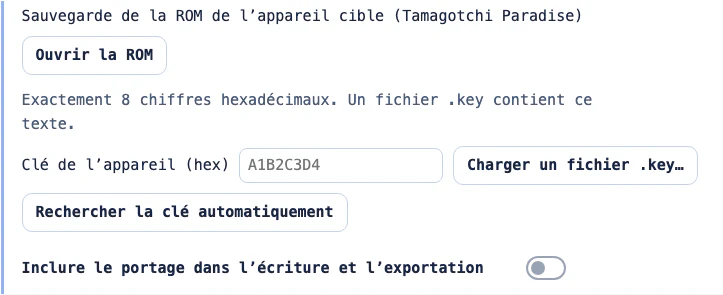 Sauvegarde de la ROM de l’appareil cible (Tamagotchi Paradise)
Ouvrir la ROM
Exactement 8 chiffres hexadécimaux. Un fichier .key contient ce
texte.
Clé de l’appareil (hex) A1B2C3D4 Charger un fichier .key…
Rechercher la clé automatiquement
Inclure le portage dans l’écriture et l’exportation